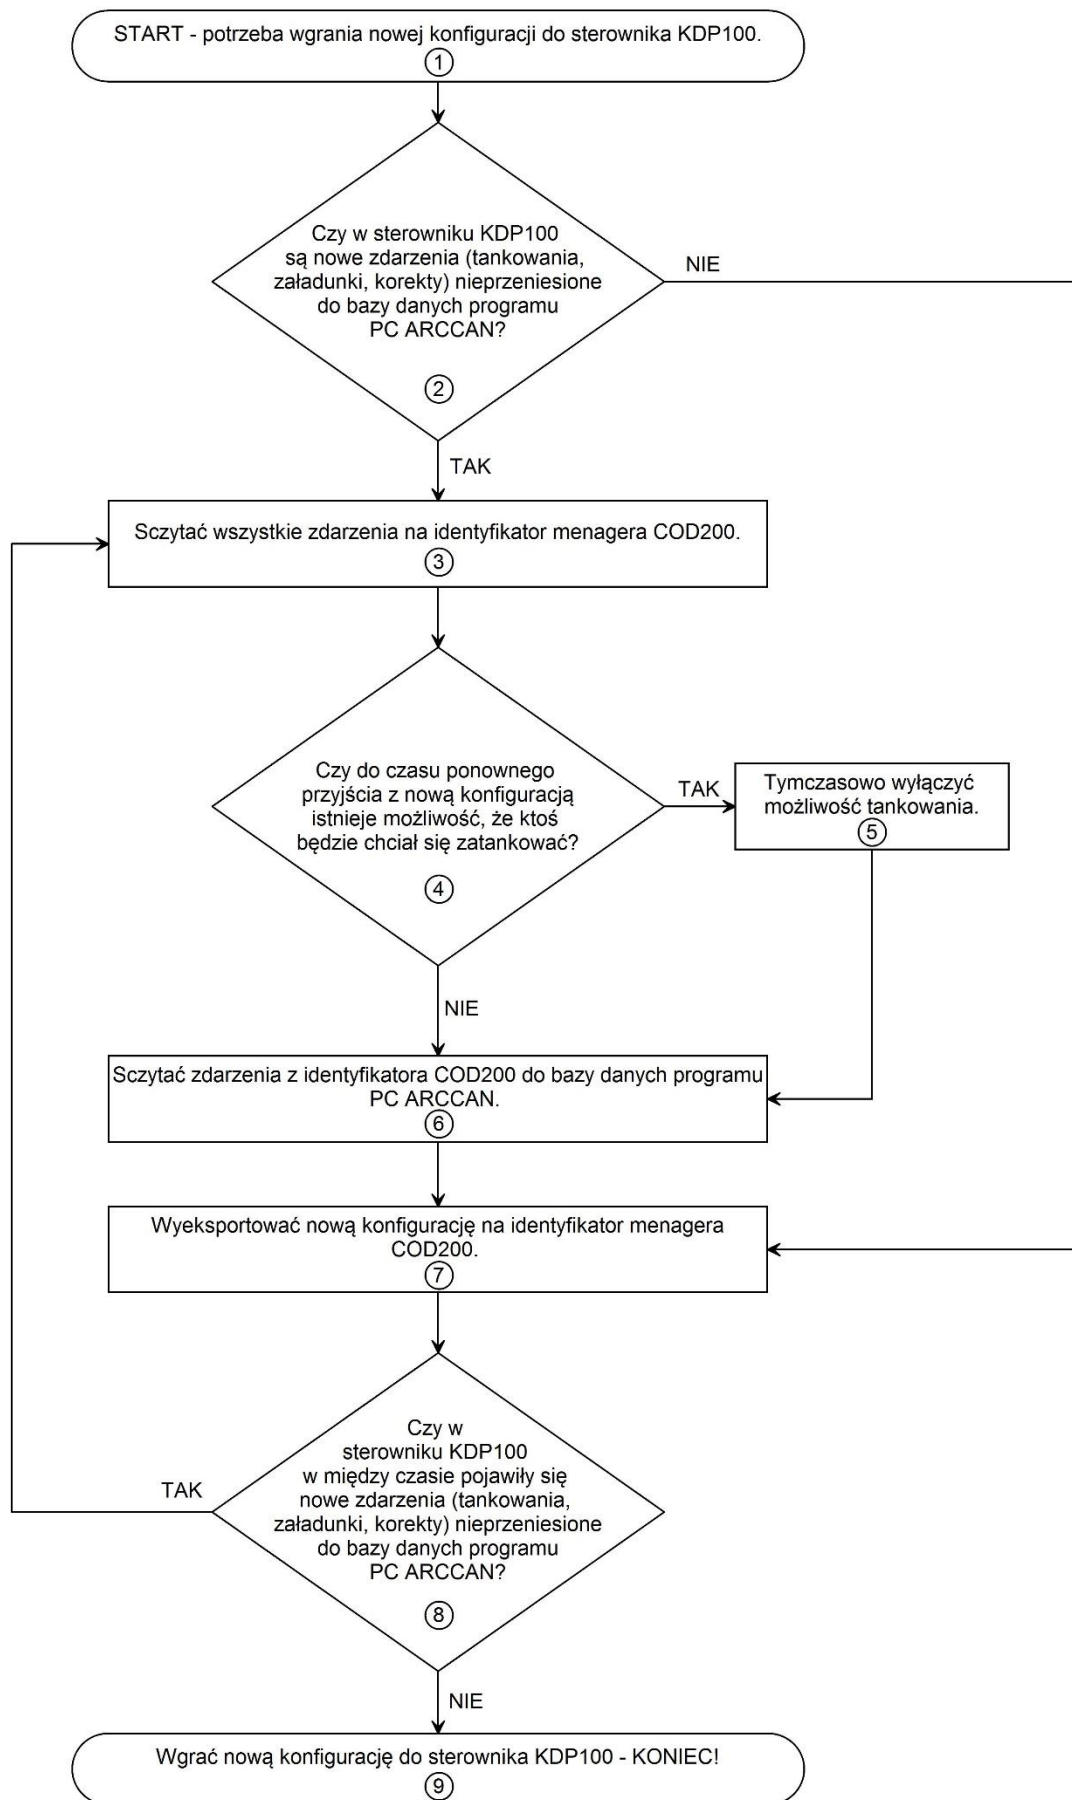 START - potrzeba wgrania nowej konfiguracji do sterownika KDP100.
1
Czy w sterowniku KDP100
są nowe zdarzenia (tankowania,
załadunki, korekty) nieprzeniesione
do bazy danych programu
PC ARCCAN?
2
NIE
TAK
Sczytać wszystkie zdarzenia na identyfikator menagera COD200.
3
Czy do czasu ponownego
przyjścia z nową konfiguracją
istnieje możliwość, że ktoś
będzie chciał się zatankować?
4
TAK
Tymczasowo wyłączyć
możliwość tankowania.
5
NIE
Sczytać zdarzenia z identyfikatora COD200 do bazy danych programu
PC ARCCAN.
6
Wyeksportować nową konfigurację na identyfikator menagera
COD200.
7
Czy w
sterowniku KDP100
w między czasie pojawiły się
nowe zdarzenia (tankowania,
załadunki, korekty) nieprzeniesione
do bazy danych programu
PC ARCCAN?
8
TAK
NIE
Wgrać nową konfigurację do sterownika KDP100 - KONIEC!
9